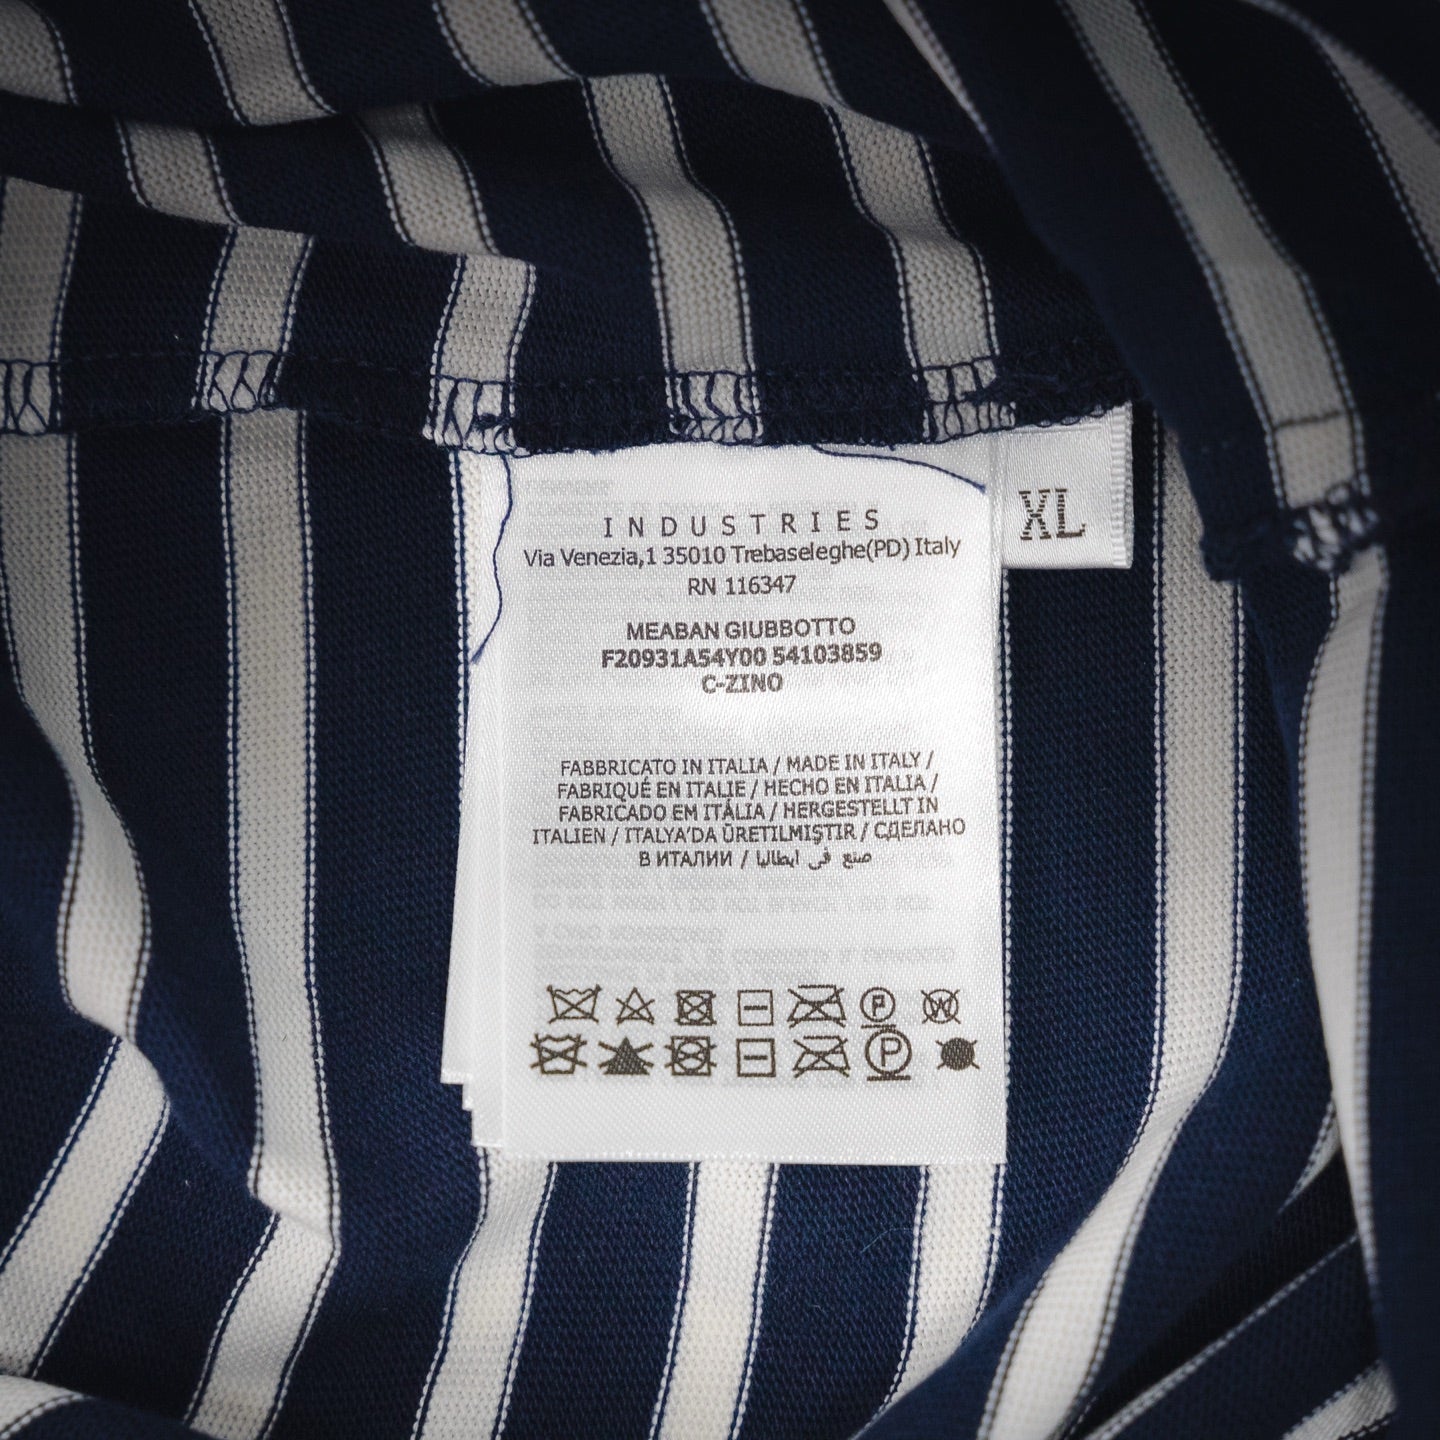 INDUSTRIES
Via Venezia,1 35010 Trebaseleghe(PD) Italy
RN 116347
XL
MEABAN GIUBBOTTO
F20931A54Y00 54103859
C-ZINO
FABBRICATO IN ITALIA / MADE IN ITALY /
FABRIQUÉ EN ITALIE / HECHO EN ITALIA /
FABRICADO EM ITÁLIA / HERGESTELLT IN
ITALIEN / ITALYA'DA ÜRETILMIŞTIR / СДЕЛАНО
В ИТАЛИИ / صنع في ايطاليا
P W
P